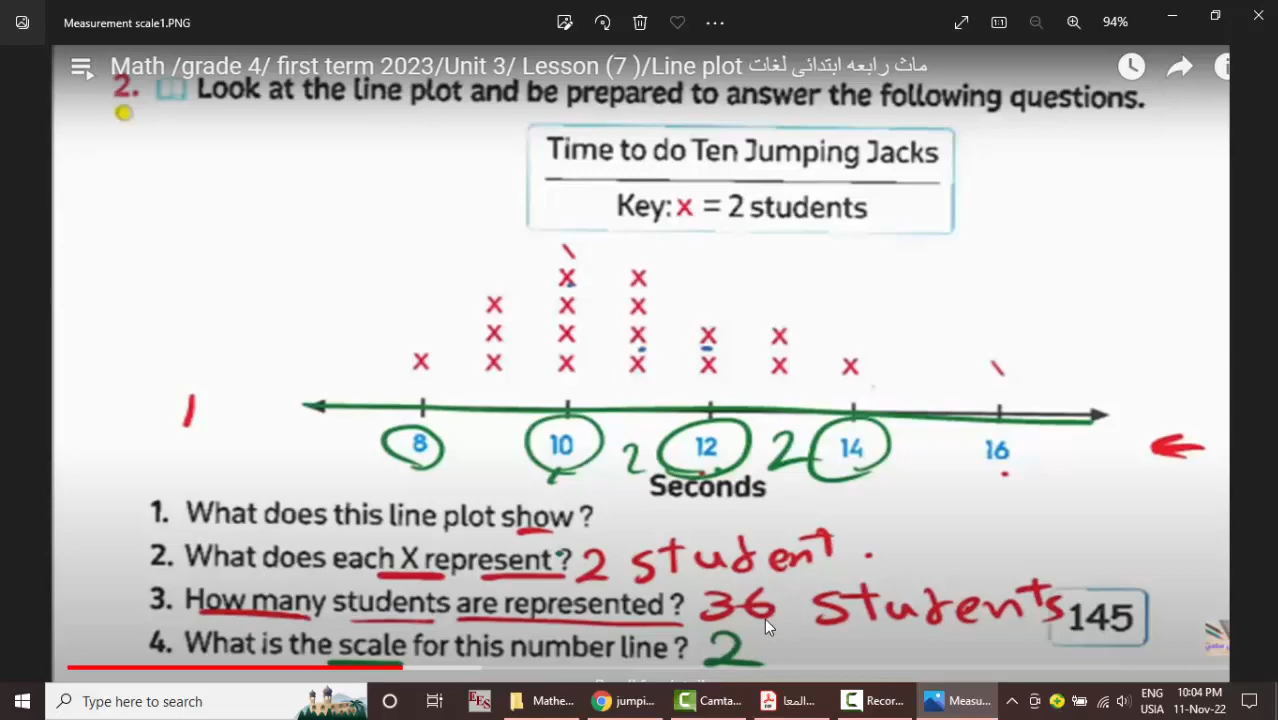 Measurement scale1.PNG
94%
Math /grade 4/ first term 2023/Unit 3/ Lesson (7 )/Line plot ماث رابعه ابتدائى لغات
2. Look at the line plot and be prepared to answer the following questions.
Time to do Ten Jumping Jacks
Key: x = 2 students
\
x x
x x x
x x x x x
x x x x x x x \
1
8 10 2 12 2 14 16
Seconds
1. What does this line plot show ?
2. What does each X represent ? 2 student .
3. How many students are represented ? 36 students
145
4. What is the scale for this number line ? 2
Type here to search
EES
Mathe...
jumpi...
Camta...
المعا...
Recor...
Measu...
ENG
USA
10:04 PM
11-Nov-22